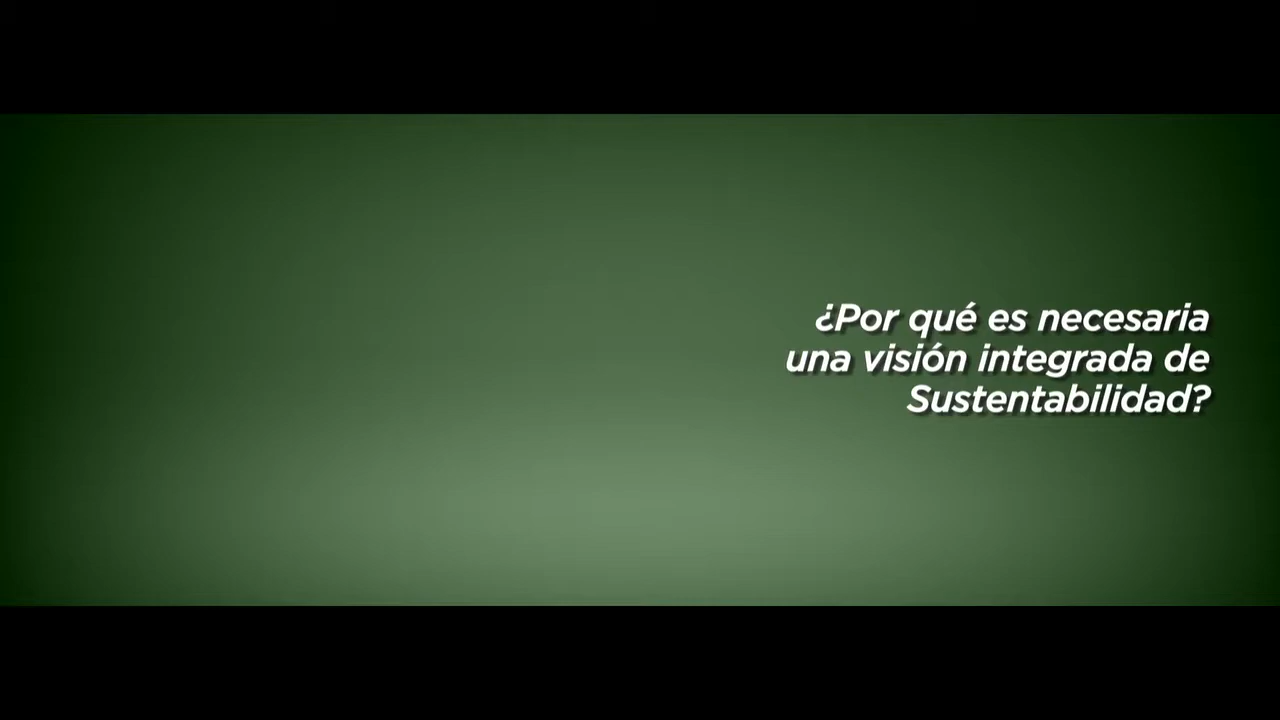 ¿Por qué es necesaria
una visión integrada de
Sustentabilidad?